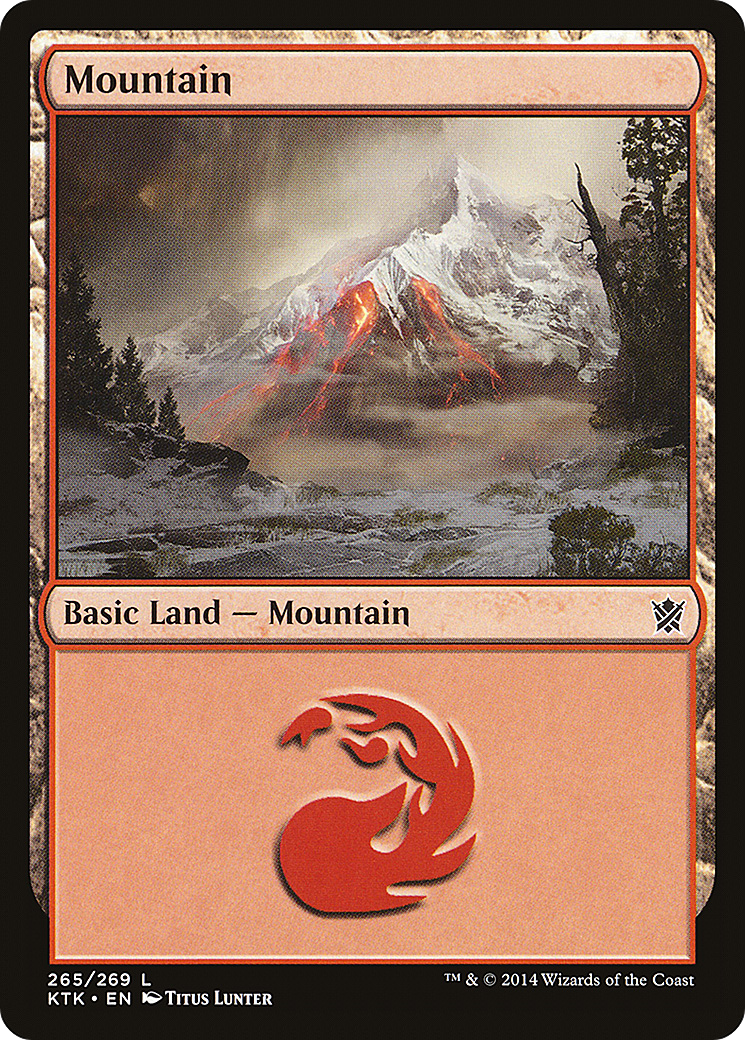 Mountain
Basic Land — Mountain
265/269 L
KTK • EN Titus Lunter
™ & © 2014 Wizards of the Coast